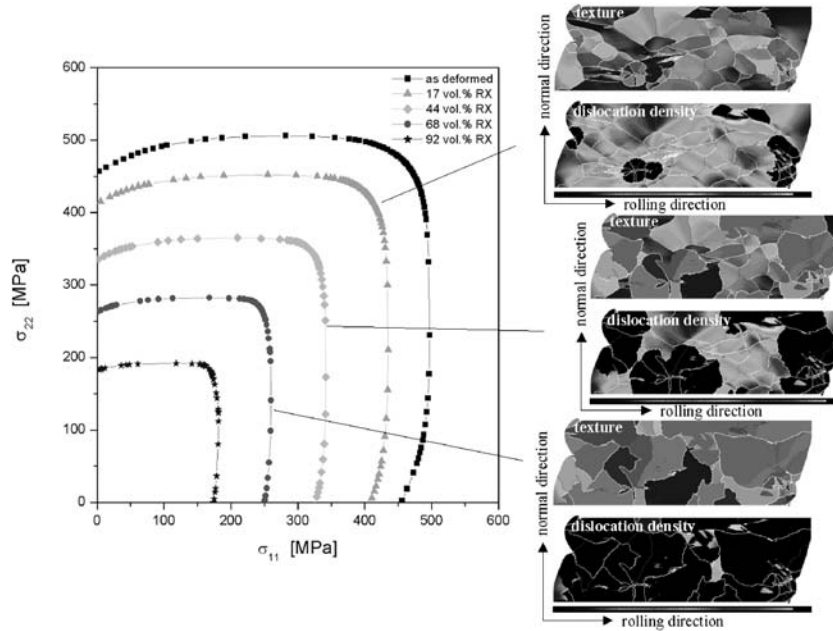 600
500
400
300
200
100
0
σ22 [MPa]
0
100
200
300
400
500
600
σ11 [MPa]
as deformed
17 vol.% RX
44 vol.% RX
68 vol.% RX
92 vol.% RX
texture
normal direction
dislocation density
rolling direction
texture
normal direction
dislocation density
rolling direction
texture
normal direction
dislocation density
rolling direction